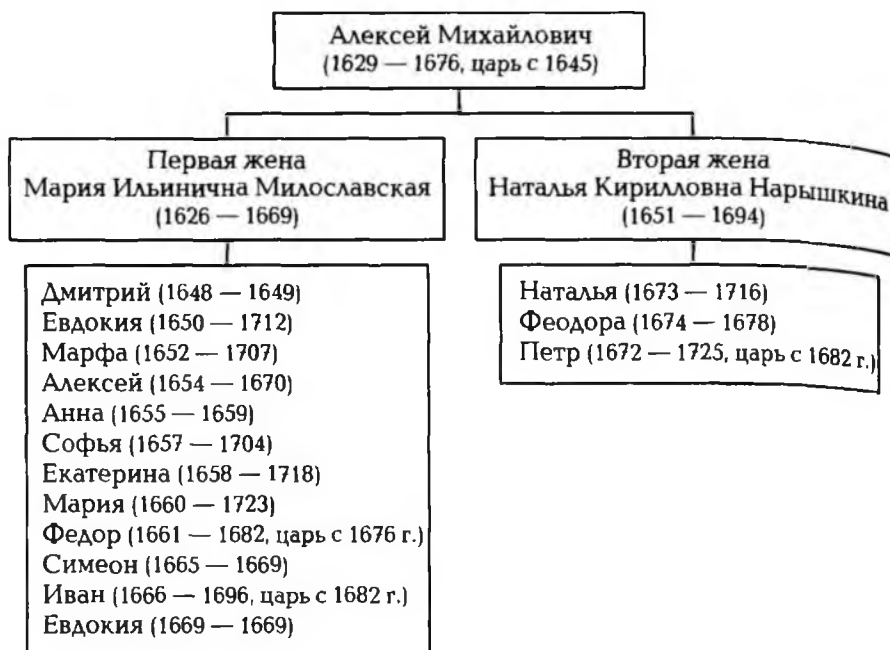 Алексей Михайлович
(1629 — 1676, царь с 1645)
Первая жена
Мария Ильинична Милославская
(1626 — 1669)
Вторая жена
Наталья Кирилловна Нарышкина
(1651 — 1694)
Дмитрий (1648 — 1649)
Евдокия (1650 — 1712)
Марфа (1652 — 1707)
Алексей (1654 — 1670)
Анна (1655 — 1659)
Софья (1657 — 1704)
Екатерина (1658 — 1718)
Мария (1660 — 1723)
Федор (1661 — 1682, царь с 1676 г.)
Симеон (1665 — 1669)
Иван (1666 — 1696, царь с 1682 г.)
Евдокия (1669 — 1669)
Наталья (1673 — 1716)
Феодора (1674 — 1678)
Петр (1672 — 1725, царь с 1682 г.)